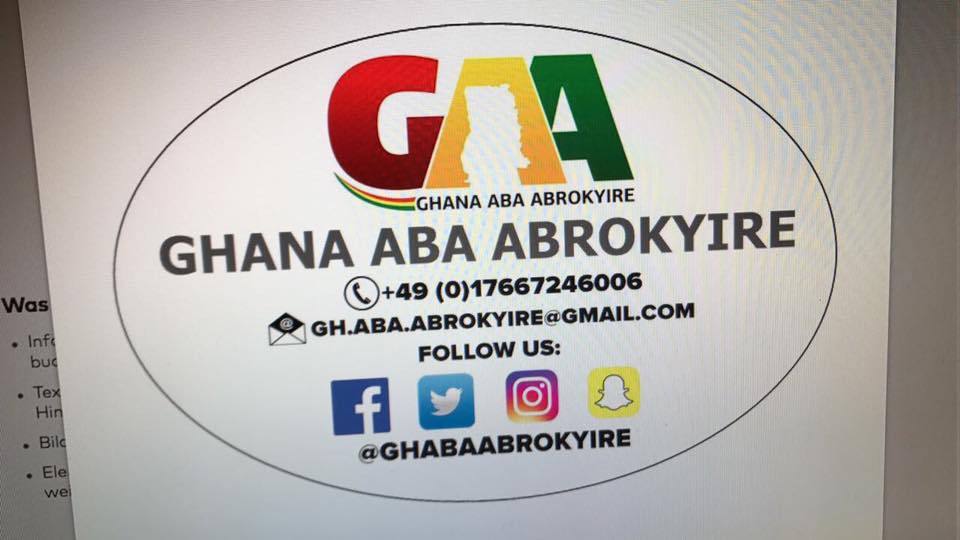 GAA
GHANA ABA ABROKYIRE
GHANA ABA ABROKYIRE
+49 (0)17667246006
GH.ABA.ABROKYIRE@GMAIL.COM
FOLLOW US:
@GHABAABROKYIRE
Was